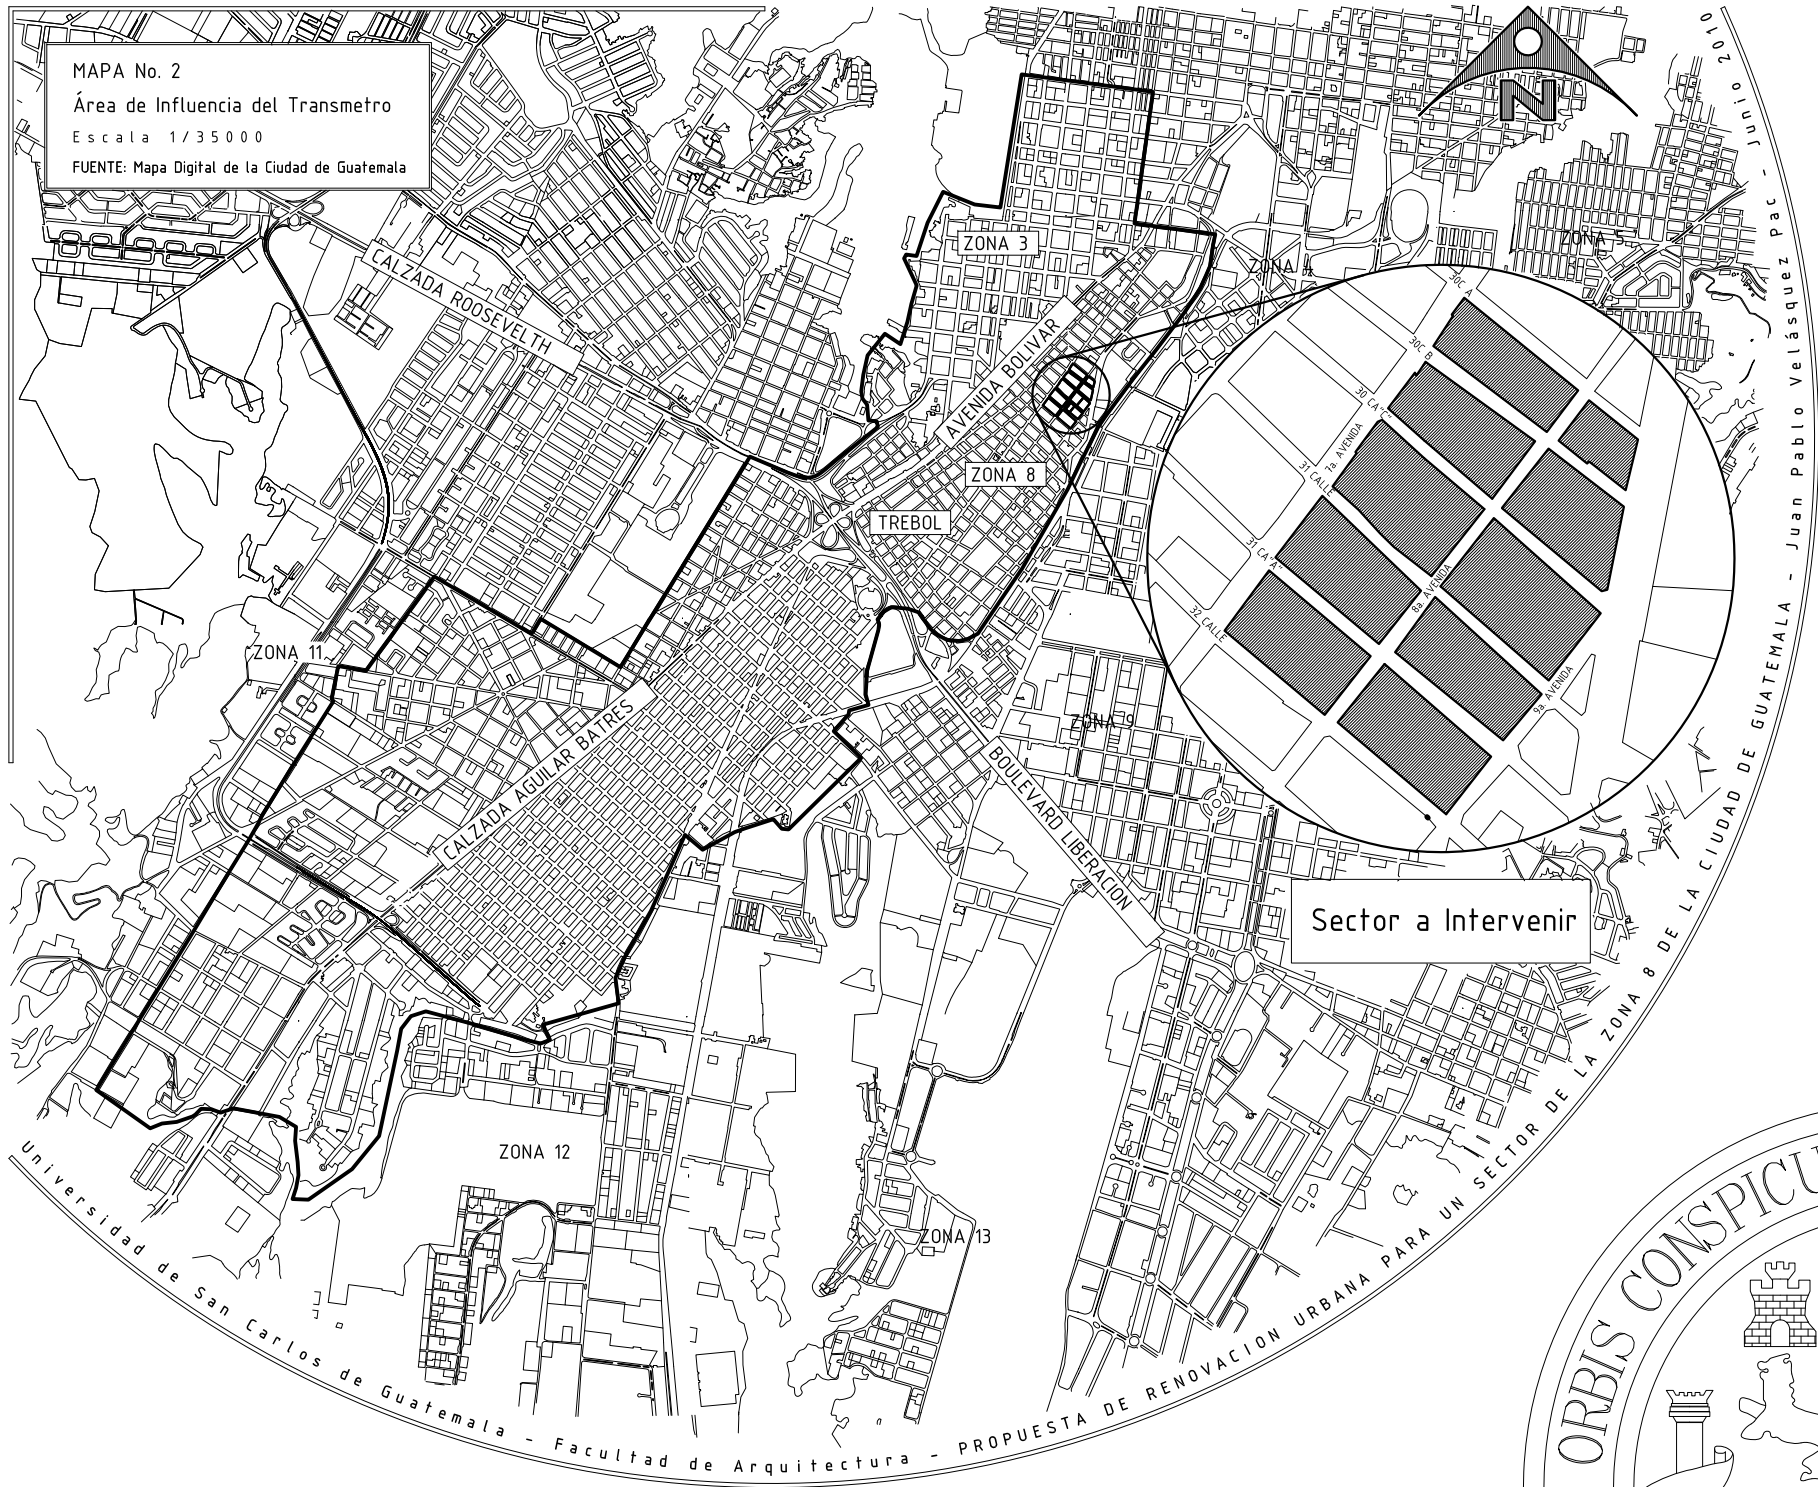 MAPA No. 2
Área de Influencia del Transmetro
Escala 1/35000
FUENTE: Mapa Digital de la Ciudad de Guatemala
ZONA 3
ZONA 5
ZONA 4
CALZADA ROOSEVELTH
AVENIDA BOLIVAR
ZONA 8
TREBOL
ZONA 11
ZONA 9
CALZADA AGUILAR BATRES
BOULEVARD LIBERACION
ZONA 12
ZONA 13
30C A
30C B
30 CA"C"
7a. AVENIDA
31 CALLE
31 CA"A"
8a. AVENIDA
32 CALLE
9a. AVENIDA
Sector a Intervenir
Universidad de San Carlos de Guatemala - Facultad de Arquitectura - PROPUESTA DE RENOVACION URBANA PARA UN SECTOR DE LA ZONA 8 DE LA CIUDAD DE GUATEMALA - Juan Pablo Velásquez Pac - Junio 2010
ORBIS CONSPICU